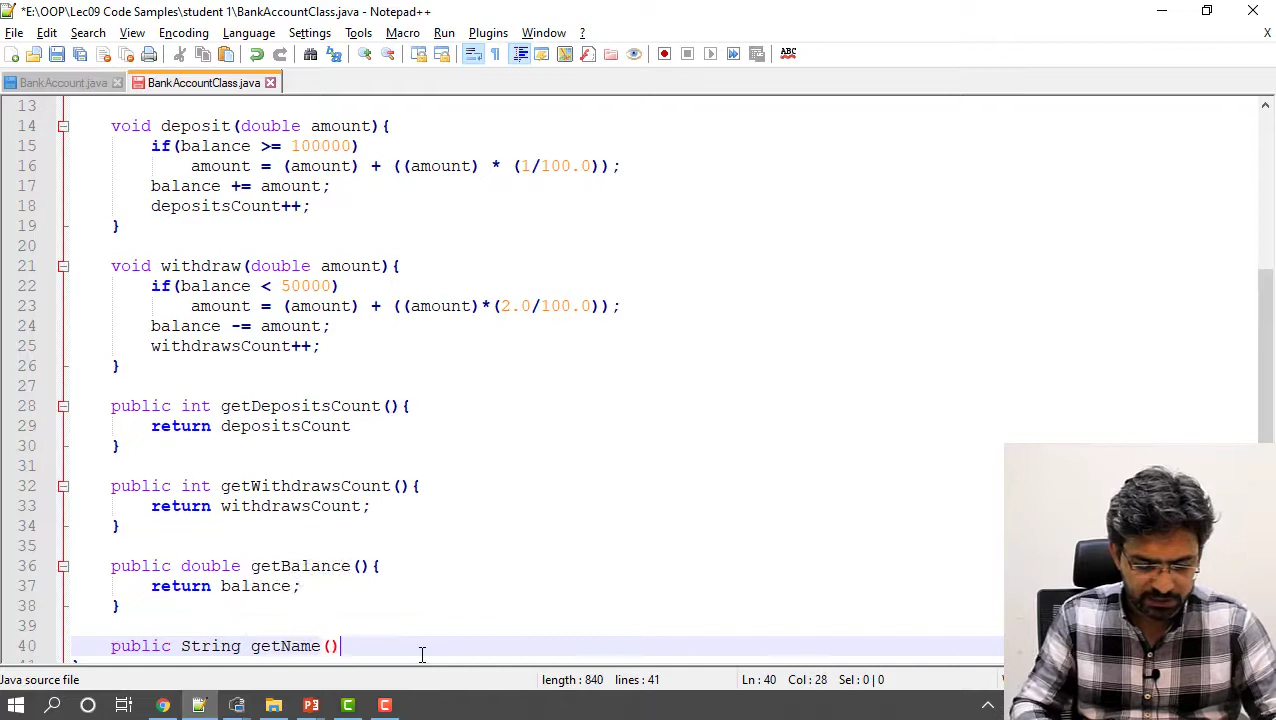 *E:\OOP\Lec09 Code Samples\student 1\BankAccountClass.java - Notepad++
File Edit Search View Encoding Language Settings Tools Macro Run Plugins Window ? X
BankAccount.java BankAccountClass.java
13
14 void deposit(double amount){
15 if(balance >= 100000)
16 amount = (amount) + ((amount) * (1/100.0));
17 balance += amount;
18 depositsCount++;
19 }
20
21 void withdraw(double amount){
22 if(balance < 50000)
23 amount = (amount) + ((amount)*(2.0/100.0));
24 balance -= amount;
25 withdrawsCount++;
26 }
27
28 public int getDepositsCount(){
29 return depositsCount
30 }
31
32 public int getWithdrawsCount(){
33 return withdrawsCount;
34 }
35
36 public double getBalance(){
37 return balance;
38 }
39
40 public String getName()
Java source file length : 840 lines : 41 Ln : 40 Col : 28 Sel : 0 | 0